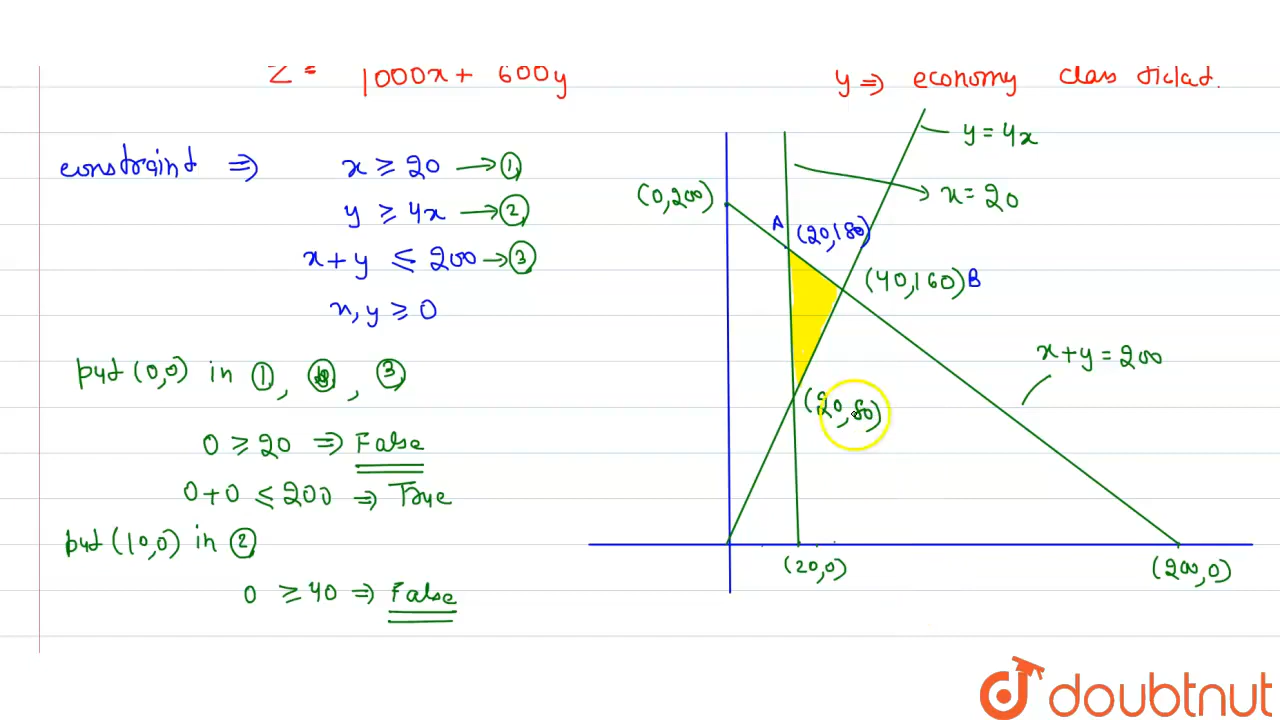 Z = 1000x + 600y
y ⇒ economy class ticket.
constraint ⇒ x ≥ 20 → ①
y ≥ 4x → ②
x + y ≤ 200 → ③
x, y ≥ 0
put (0,0) in ①, , ③
0 ≥ 20 ⇒ False
0 + 0 ≤ 200 ⇒ True
put (10,0) in ②
0 ≥ 40 ⇒ False
y = 4x
x = 20
(0,200)
A (20,180)
(40,160) B
x + y = 200
(20,80)
(20,0)
(200,0)
doubtnut